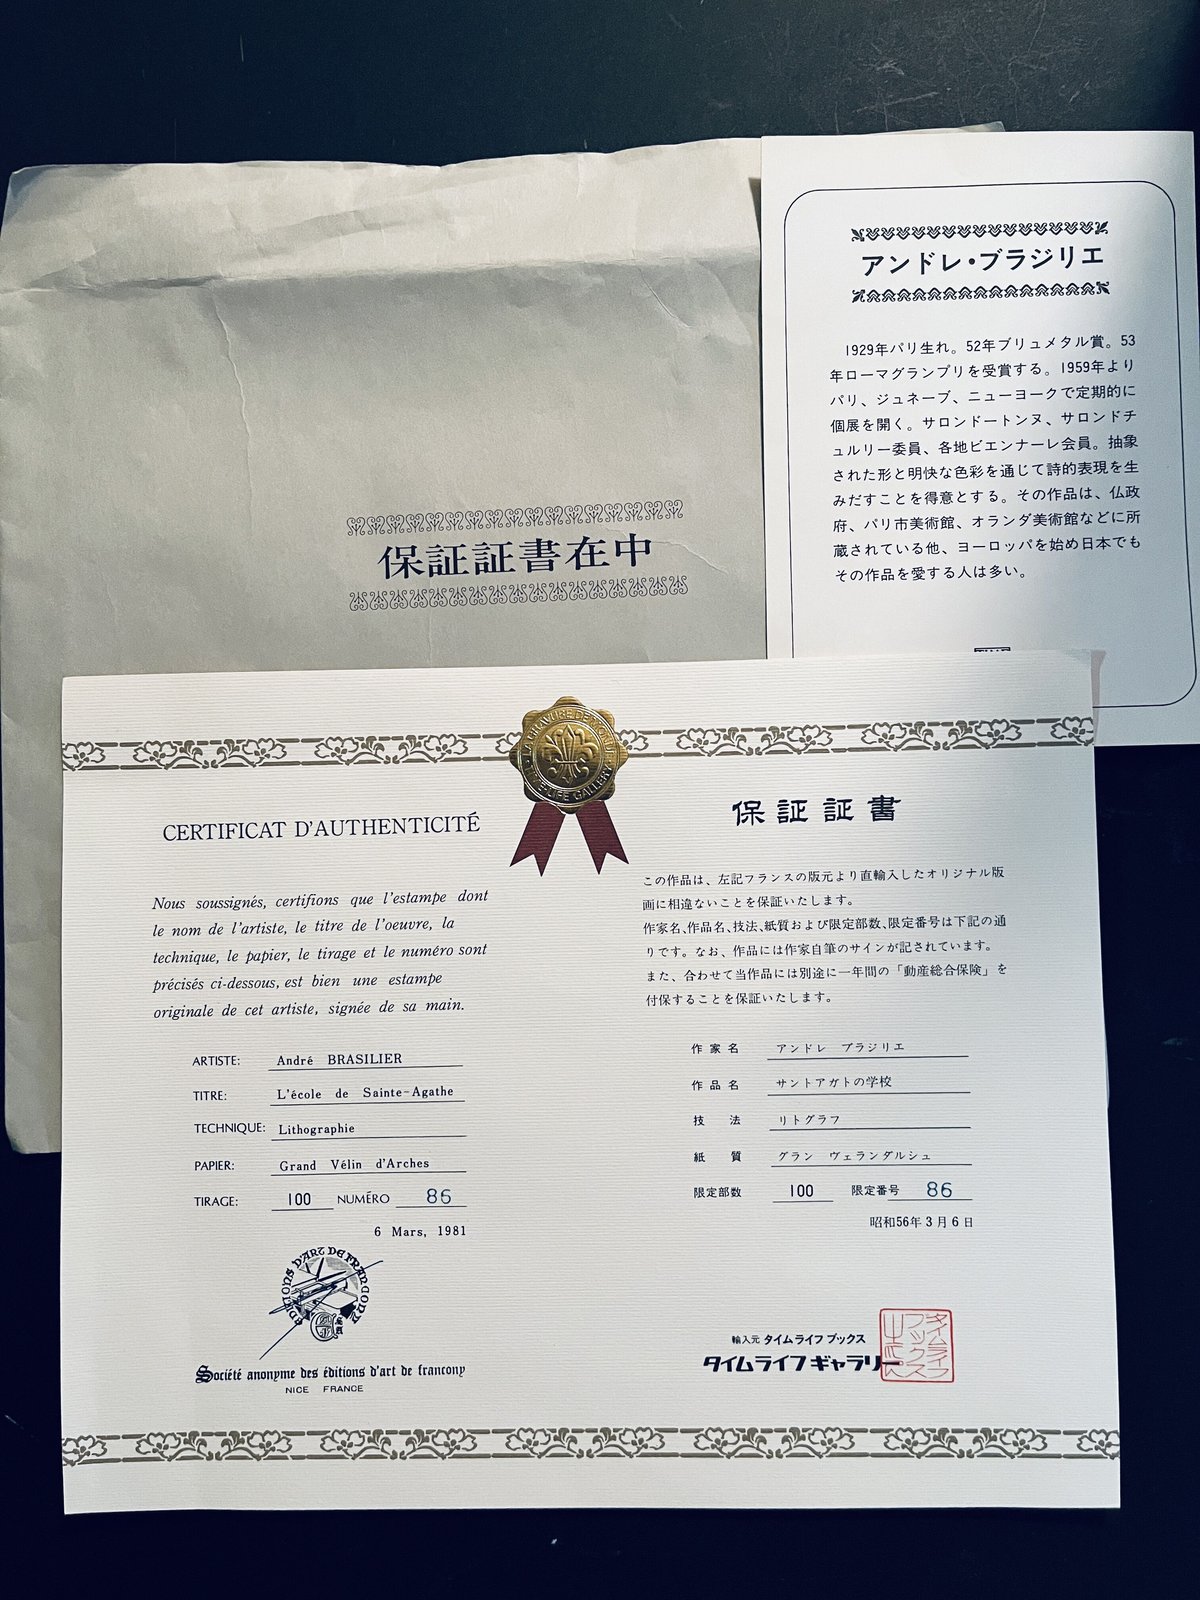 保証証書在中
アンドレ・ブラジリエ
1929年パリ生れ。52年ブリュメタル賞。53
年ローマグランプリを受賞する。1959年より
パリ、ジュネーブ、ニューヨークで定期的に
個展を開く。サロンドートンヌ、サロンドチ
ュルリー委員、各地ビエンナーレ会員。抽象
された形と明快な色彩を通じて詩的表現を生
みだすことを得意とする。その作品は、仏政
府、パリ市美術館、オランダ美術館などに所
蔵されている他、ヨーロッパを始め日本でも
その作品を愛する人は多い。
LA GRAVURE DE
TIME-LIFE GALLERY
CERTIFICAT D'AUTHENTICITÉ
Nous soussignés, certifions que l'estampe dont
le nom de l'artiste, le titre de l'oeuvre, la
technique, le papier, le tirage et le numéro sont
précisés ci-dessous, est bien une estampe
originale de cet artiste, signée de sa main.
ARTISTE: André BRASILIER
TITRE: L'école de Sainte-Agathe
TECHNIQUE: Lithographie
PAPIER: Grand Vélin d'Arches
TIRAGE: 100 NUMÉRO 86
6 Mars, 1981
EDITIONS D'ART DE FRANCONY
Société anonyme des éditions d'art de francony
NICE FRANCE
保証証書
この作品は、左記フランスの版元より直輸入したオリジナル版
画に相違ないことを保証いたします。
作家名、作品名、技法、紙質および限定部数、限定番号は下記の通
りです。なお、作品には作家自筆のサインが記されています。
また、合わせて当作品には別途に一年間の「動産総合保険」を
付保することを保証いたします。
作家名 アンドレ ブラジリエ
作品名 サントアガトの学校
技法 リトグラフ
紙質 グラン ヴェランダルシュ
限定部数 100 限定番号 86
昭和56年3月6日
輸入元 タイム ライフ ブックス
タイムライフ ギャラリー